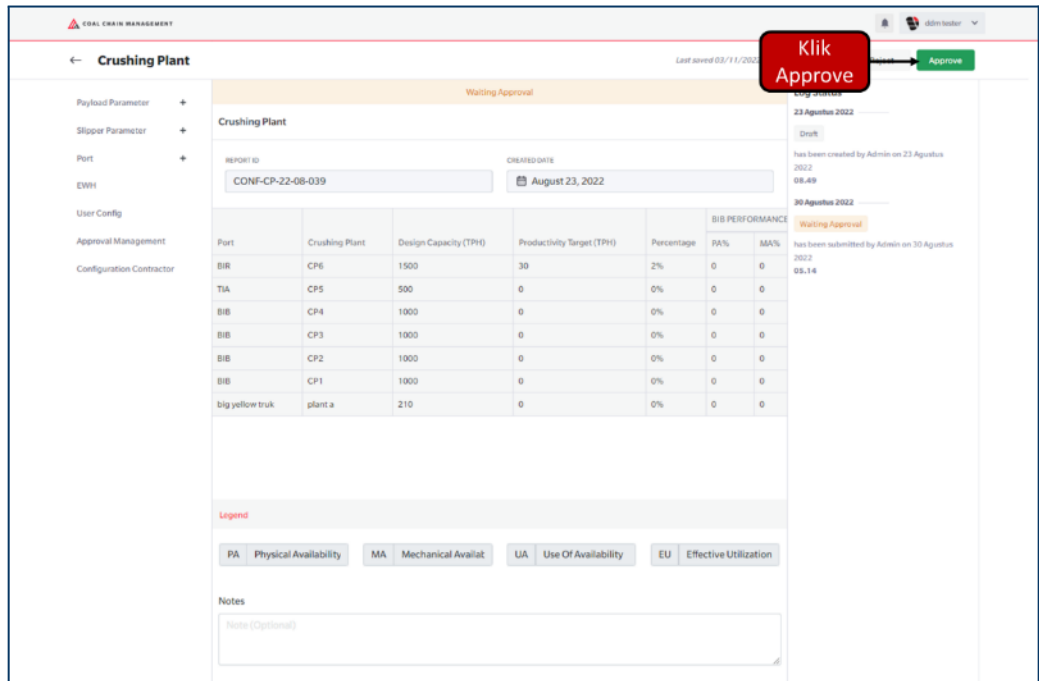 COAL CHAIN MANAGEMENT
ddm tester
← Crushing Plant
Last saved 03/11/2022
Klik
Approve
Reject
Approve
Payload Parameter +
Slipper Parameter +
Port +
EWH
User Config
Approval Management
Configuration Contractor
Waiting Approval
Crushing Plant
REPORT ID
CREATED DATE
CONF-CP-22-08-039
August 23, 2022
BIB PERFORMANCE
Port Crushing Plant Design Capacity (TPH) Productivity Target (TPH) Percentage PA% MA%
BIR CP6 1500 30 2% 0 0
TIA CP5 500 0 0% 0 0
BIB CP4 1000 0 0% 0 0
BIB CP3 1000 0 0% 0 0
BIB CP2 1000 0 0% 0 0
BIB CP1 1000 0 0% 0 0
big yellow truk plant a 210 0 0% 0 0
Legend
PA Physical Availability MA Mechanical Availat UA Use Of Availability EU Effective Utilization
Notes
Note (Optional)
Log Status
23 Agustus 2022
Draft
has been created by Admin on 23 Agustus
2022
08.49
30 Agustus 2022
Waiting Approval
has been submitted by Admin on 30 Agustus
2022
05.14